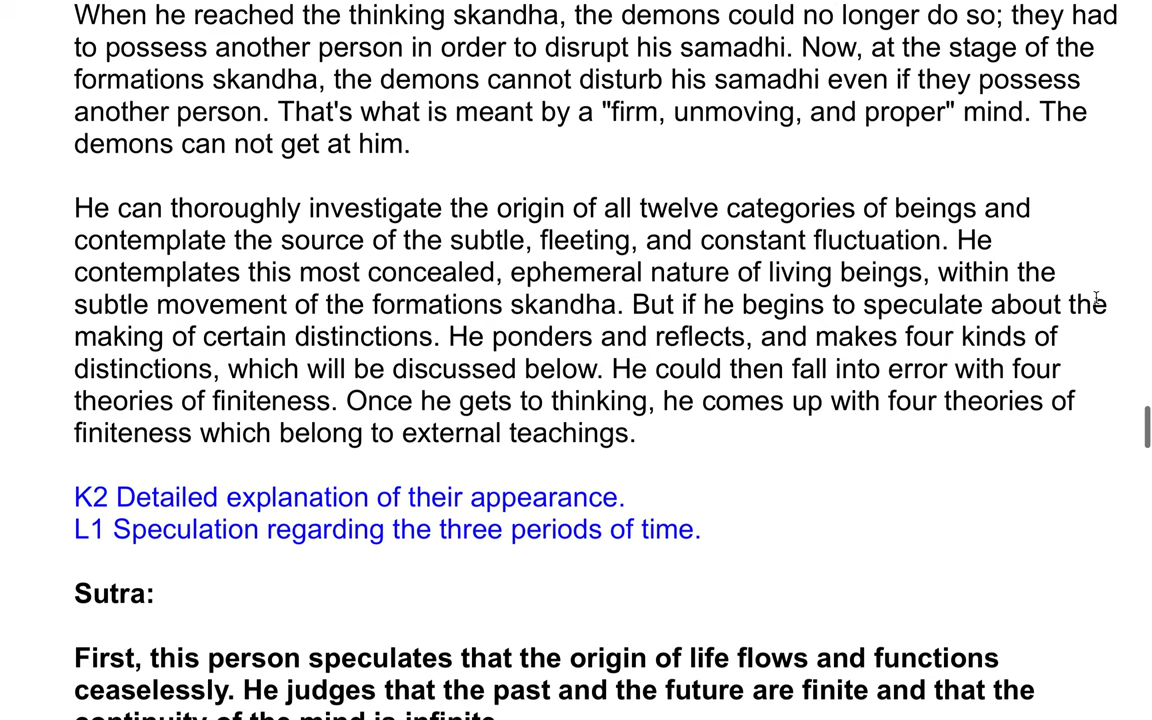 When he reached the thinking skandha, the demons could no longer do so; they had
to possess another person in order to disrupt his samadhi. Now, at the stage of the
formations skandha, the demons cannot disturb his samadhi even if they possess
another person. That's what is meant by a "firm, unmoving, and proper" mind. The
demons can not get at him.
He can thoroughly investigate the origin of all twelve categories of beings and
contemplate the source of the subtle, fleeting, and constant fluctuation. He
contemplates this most concealed, ephemeral nature of living beings, within the
subtle movement of the formations skandha. But if he begins to speculate about the
making of certain distinctions. He ponders and reflects, and makes four kinds of
distinctions, which will be discussed below. He could then fall into error with four
theories of finiteness. Once he gets to thinking, he comes up with four theories of
finiteness which belong to external teachings.
K2 Detailed explanation of their appearance.
L1 Speculation regarding the three periods of time.
Sutra:
First, this person speculates that the origin of life flows and functions
ceaselessly. He judges that the past and the future are finite and that the
continuity of the mind is infinite.